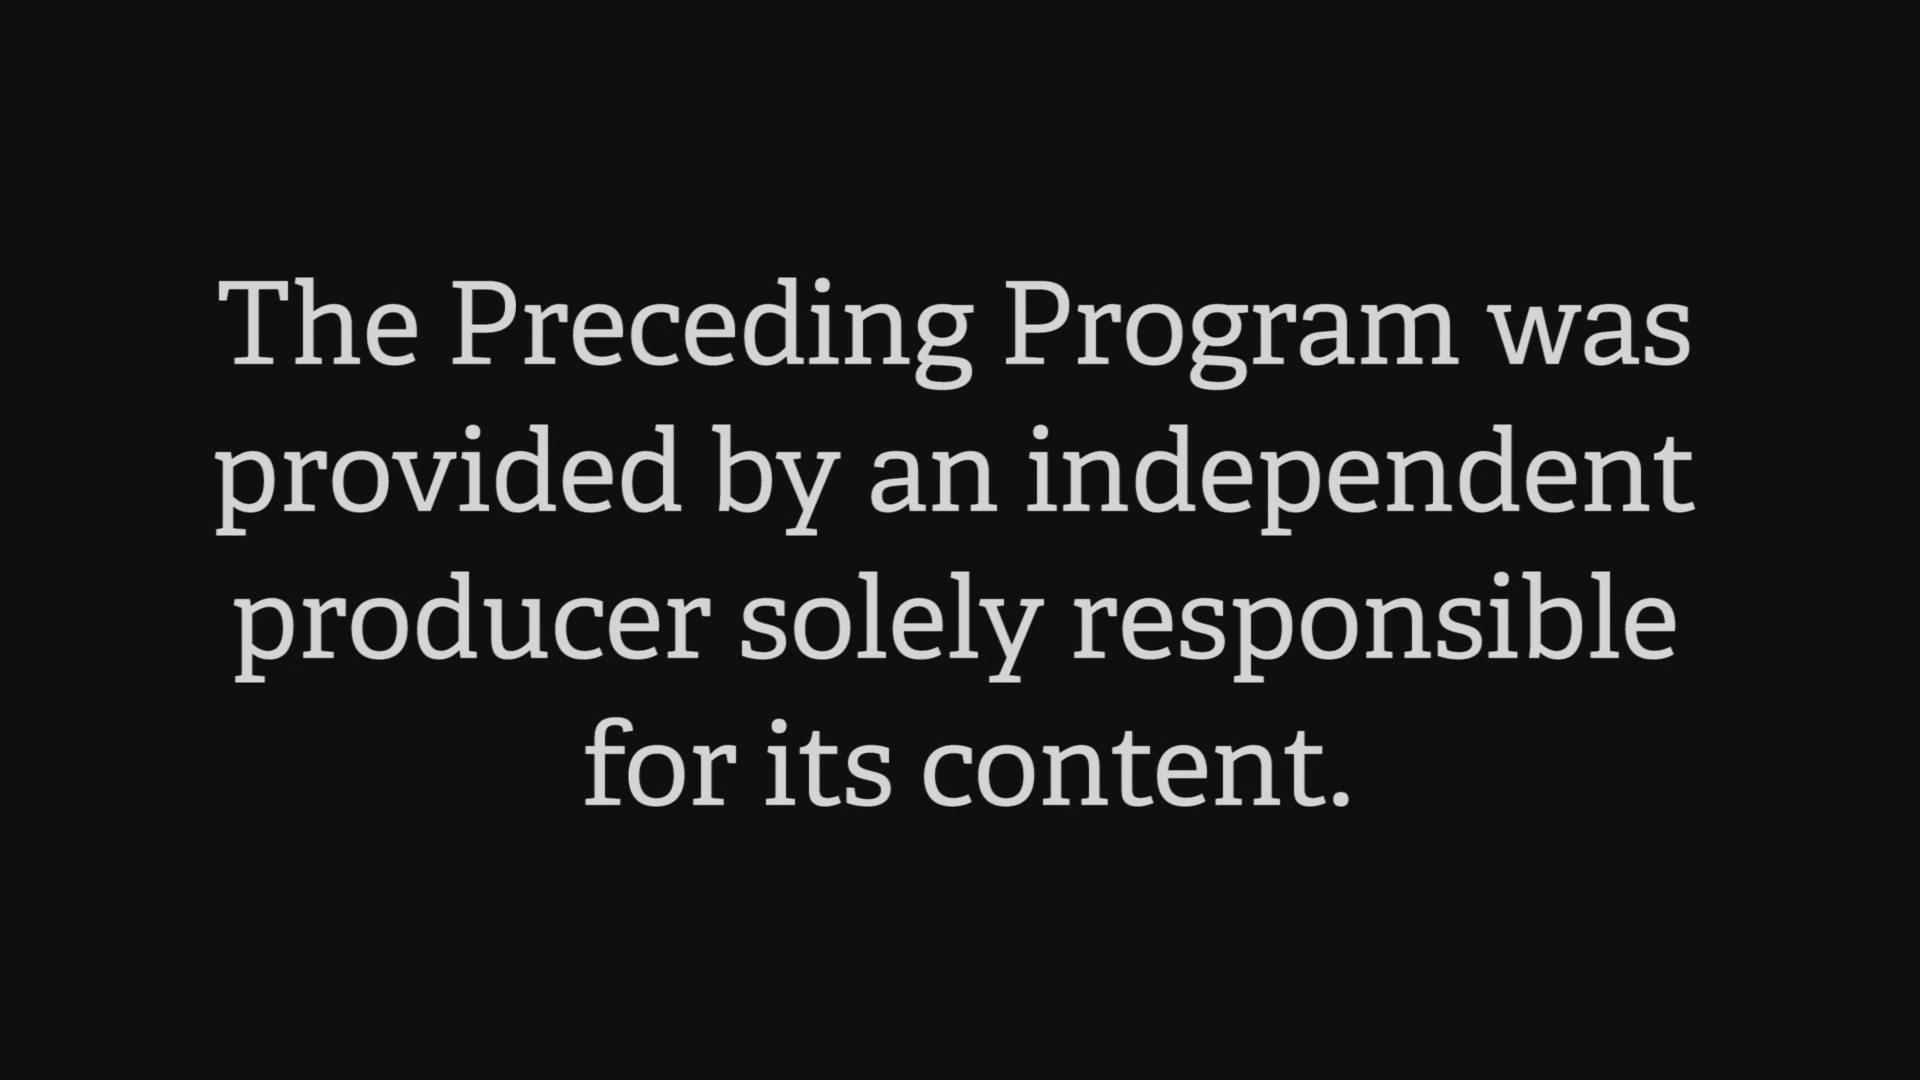 The Preceding Program was
provided by an independent
producer solely responsible
for its content.